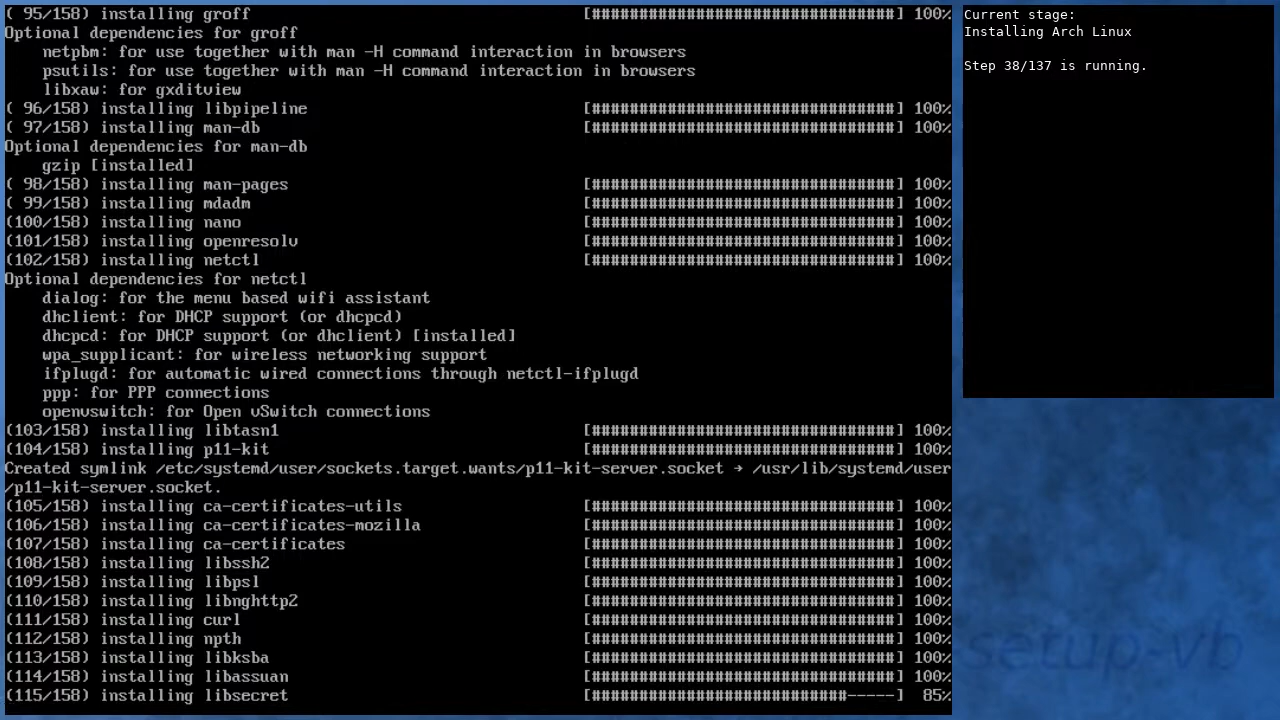 ( 95/158) installing groff [################################] 100%
Optional dependencies for groff
    netpbm: for use together with man -H command interaction in browsers
    psutils: for use together with man -H command interaction in browsers
    libxaw: for gxditview
( 96/158) installing libpipeline [################################] 100%
( 97/158) installing man-db [################################] 100%
Optional dependencies for man-db
    gzip [installed]
( 98/158) installing man-pages [################################] 100%
( 99/158) installing mdadm [################################] 100%
(100/158) installing nano [################################] 100%
(101/158) installing openresolv [################################] 100%
(102/158) installing netctl [################################] 100%
Optional dependencies for netctl
    dialog: for the menu based wifi assistant
    dhclient: for DHCP support (or dhcpcd)
    dhcpcd: for DHCP support (or dhclient) [installed]
    wpa_supplicant: for wireless networking support
    ifplugd: for automatic wired connections through netctl-ifplugd
    ppp: for PPP connections
    openvswitch: for Open vSwitch connections
(103/158) installing libtasn1 [################################] 100%
(104/158) installing p11-kit [################################] 100%
Created symlink /etc/systemd/user/sockets.target.wants/p11-kit-server.socket → /usr/lib/systemd/user
/p11-kit-server.socket.
(105/158) installing ca-certificates-utils [################################] 100%
(106/158) installing ca-certificates-mozilla [################################] 100%
(107/158) installing ca-certificates [################################] 100%
(108/158) installing libssh2 [################################] 100%
(109/158) installing libpsl [################################] 100%
(110/158) installing libnghttp2 [################################] 100%
(111/158) installing curl [################################] 100%
(112/158) installing npth [################################] 100%
(113/158) installing libksba [################################] 100%
(114/158) installing libassuan [################################] 100%
(115/158) installing libsecret [###########################-----] 85%
Current stage:
Installing Arch Linux
Step 38/137 is running.
setup-vb